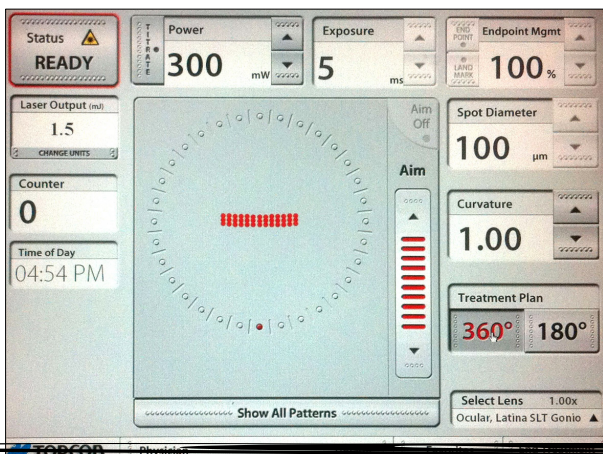 Status
READY
TITRATE
Power
300 mW
Exposure
5 ms
END POINT
LAND MARK
Endpoint Mgmt
100 %
Laser Output (mJ)
1.5
CHANGE UNITS
Counter
0
Time of Day
04:54 PM
Aim Off
Aim
Spot Diameter
100 µm
Curvature
1.00
Treatment Plan
360° 180°
Show All Patterns
Select Lens 1.00x
Ocular, Latina SLT Gonio
TOPCON Physician